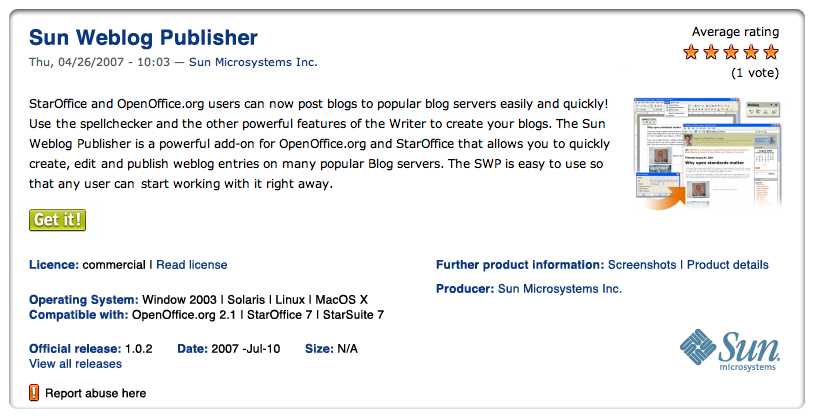 Sun Weblog Publisher
Thu, 04/26/2007 - 10:03 — Sun Microsystems Inc.
Average rating
(1 vote)
StarOffice and OpenOffice.org users can now post blogs to popular blog servers easily and quickly!
Use the spellchecker and the other powerful features of the Writer to create your blogs. The Sun
Weblog Publisher is a powerful add-on for OpenOffice.org and StarOffice that allows you to quickly
create, edit and publish weblog entries on many popular Blog servers. The SWP is easy to use so
that any user can start working with it right away.
Why open standards matter
Get it!
Licence: commercial | Read license
Operating System: Window 2003 | Solaris | Linux | MacOS X
Compatible with: OpenOffice.org 2.1 | StarOffice 7 | StarSuite 7
Official release: 1.0.2 Date: 2007 -Jul-10 Size: N/A
View all releases
Report abuse here
Further product information: Screenshots | Product details
Producer: Sun Microsystems Inc.
Sun
microsystems